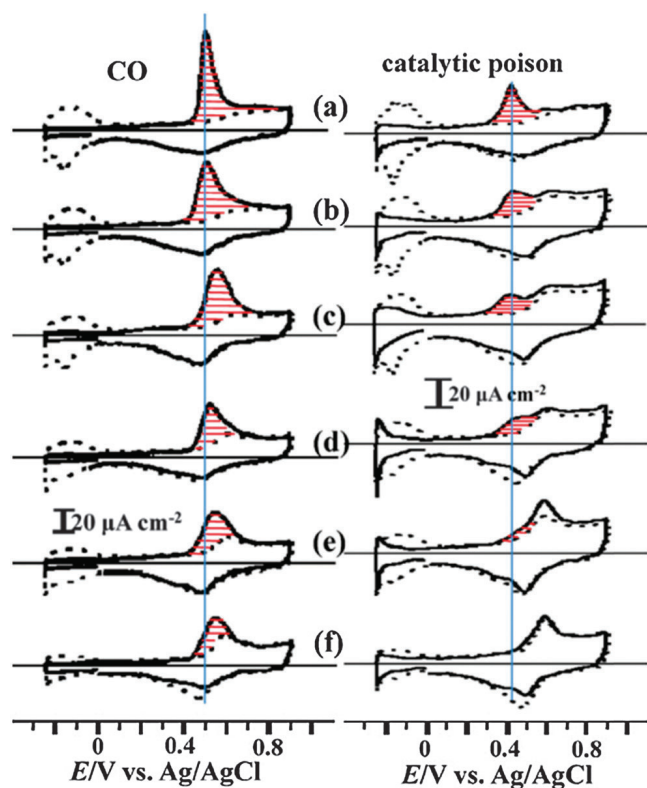 CO
catalytic poison
(a)
(b)
(c)
20 μA cm⁻²
(d)
20 μA cm⁻²
(e)
(f)
0 0.4 0.8
0 0.4 0.8
E/V vs. Ag/AgCl
E/V vs. Ag/AgCl